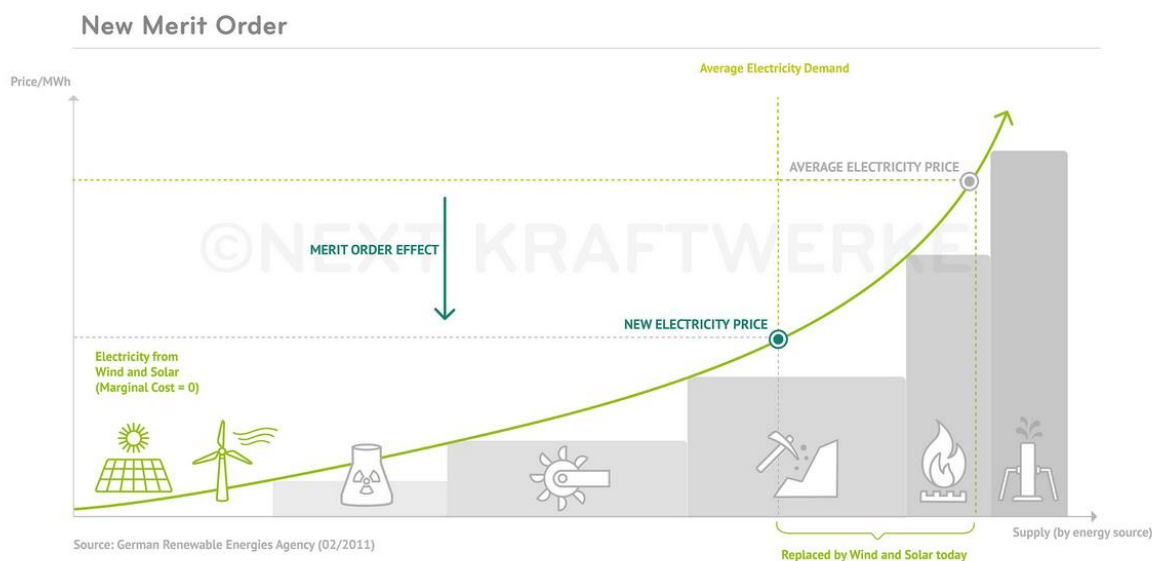 New Merit Order
Average Electricity Demand
Price/MWh
AVERAGE ELECTRICITY PRICE
©NEXT KRAFTWERKE
MERIT ORDER EFFECT
NEW ELECTRICITY PRICE
Electricity from
Wind and Solar
(Marginal Cost = 0)
Supply (by energy source)
Source: German Renewable Energies Agency (02/2011)
Replaced by Wind and Solar today